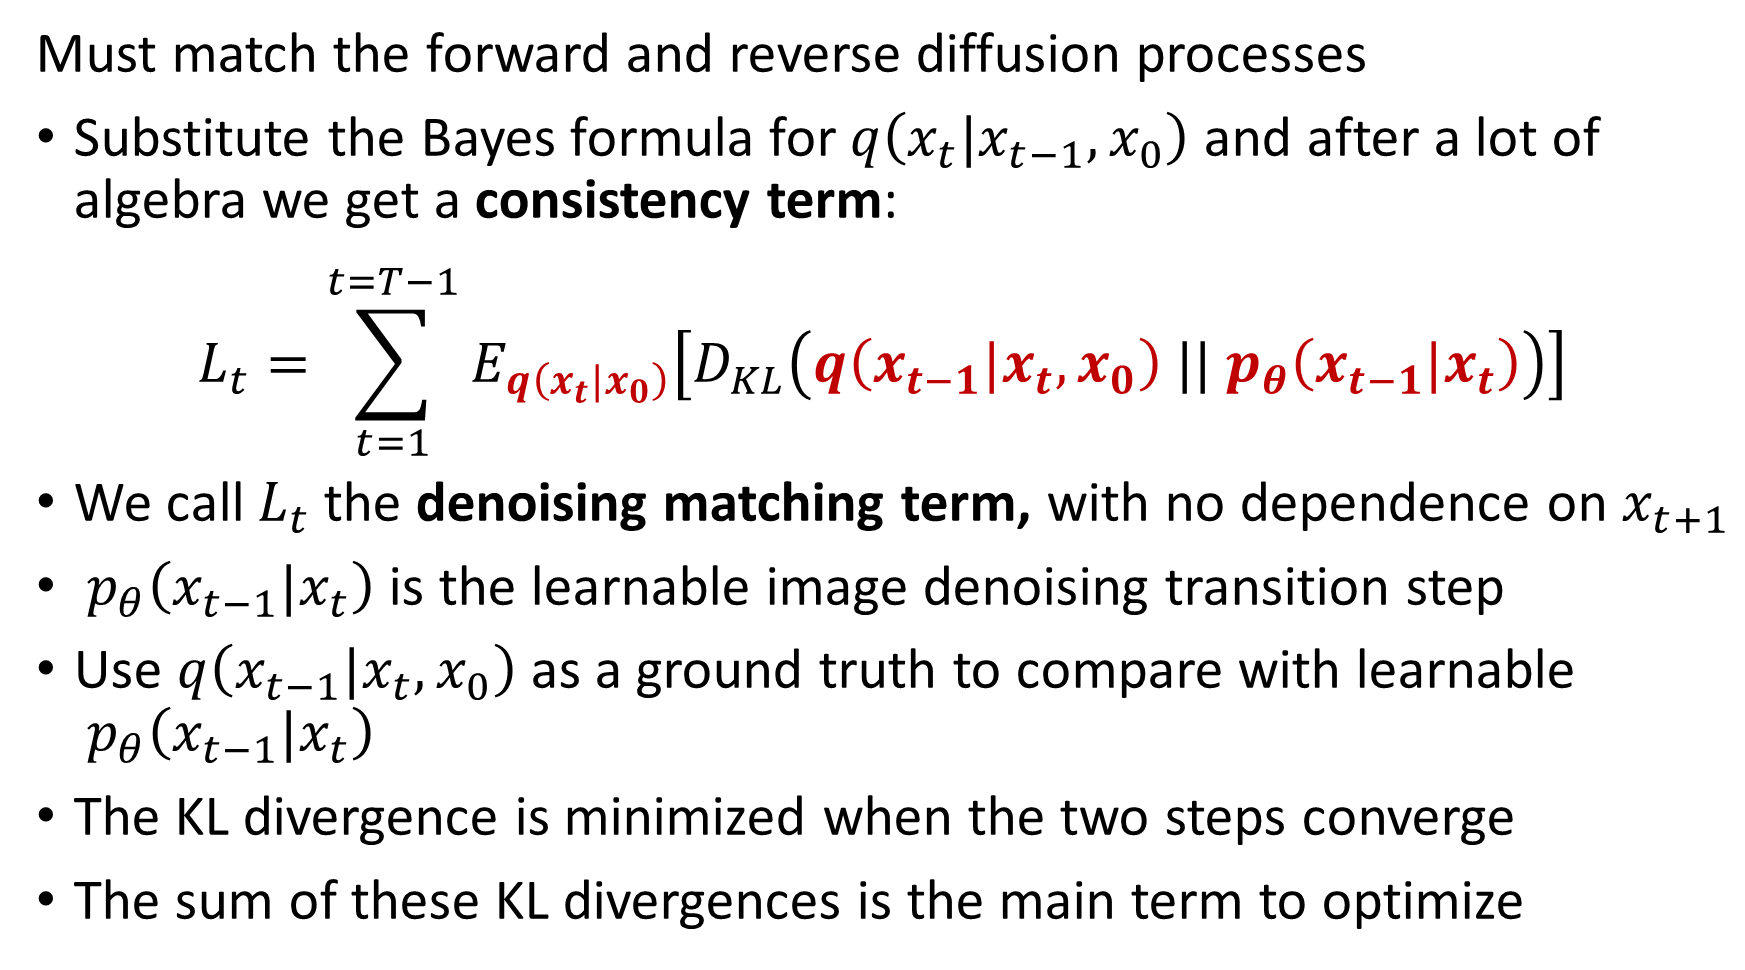 Must match the forward and reverse diffusion processes
• Substitute the Bayes formula for q(x_t|x_{t−1}, x_0) and after a lot of
algebra we get a consistency term:
L_t = \sum_{t=1}^{t=T−1} E_{q(x_t|x_0)}[D_{KL}(q(x_{t−1}|x_t, x_0) || p_θ(x_{t−1}|x_t))]
• We call L_t the denoising matching term, with no dependence on x_{t+1}
• p_θ(x_{t−1}|x_t) is the learnable image denoising transition step
• Use q(x_{t−1}|x_t, x_0) as a ground truth to compare with learnable
p_θ(x_{t−1}|x_t)
• The KL divergence is minimized when the two steps converge
• The sum of these KL divergences is the main term to optimize